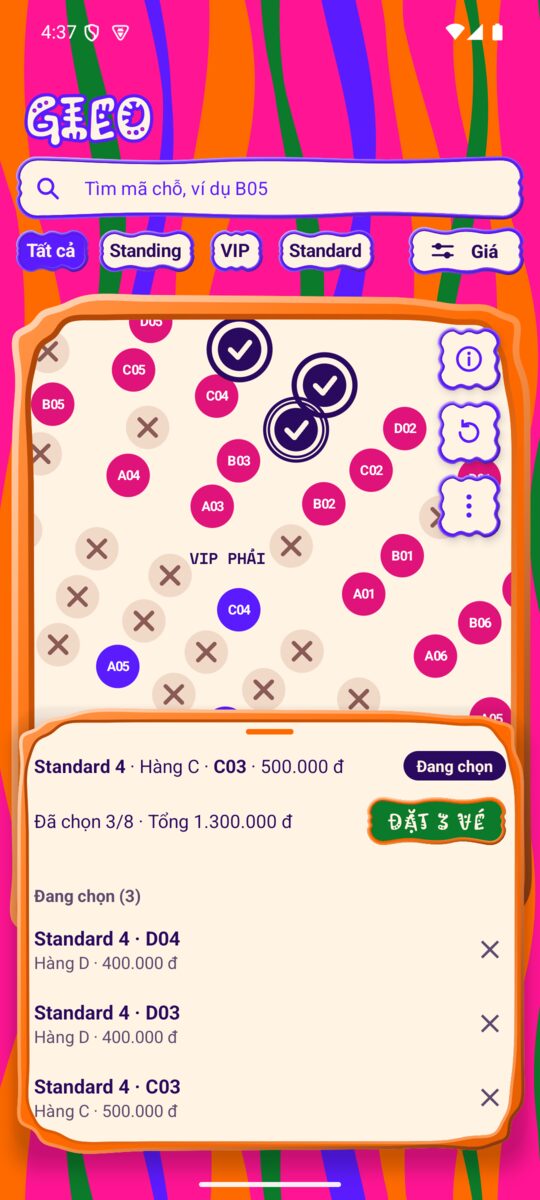 4:37
GIEO
Tìm mã chỗ, ví dụ B05
Tất cả
Standing
VIP
Standard
Giá
D05
C05
C04
B05
D02
B03
C02
A04
A03
B02
VIP PHẢI
B01
A01
C04
B06
A06
A05
A05
Standard 4 · Hàng C · C03 · 500.000 đ
Đang chọn
Đã chọn 3/8 · Tổng 1.300.000 đ
ĐẶT 3 VÉ
Đang chọn (3)
Standard 4 · D04
Hàng D · 400.000 đ
Standard 4 · D03
Hàng D · 400.000 đ
Standard 4 · C03
Hàng C · 500.000 đ